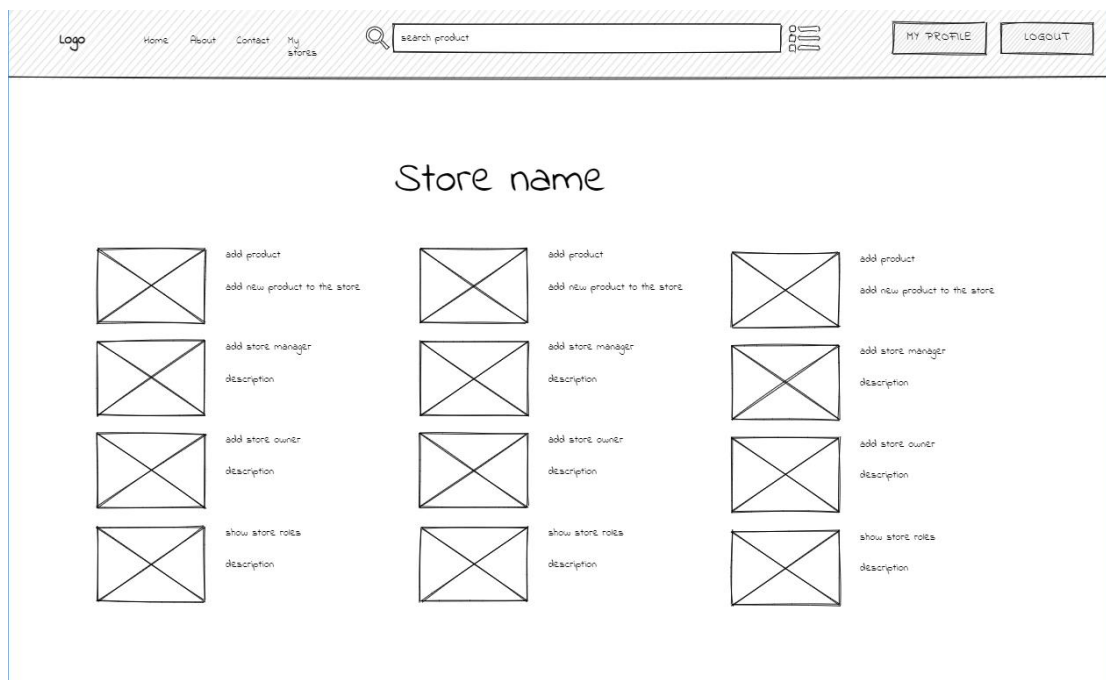 Logo
Home About Contact My stores
search product
MY PROFILE LOGOUT
Store name
add product
add new product to the store
add store manager
description
add store owner
description
show store roles
description
add product
add new product to the store
add store manager
description
add store owner
description
show store roles
description
add product
add new product to the store
add store manager
description
add store owner
description
show store roles
description